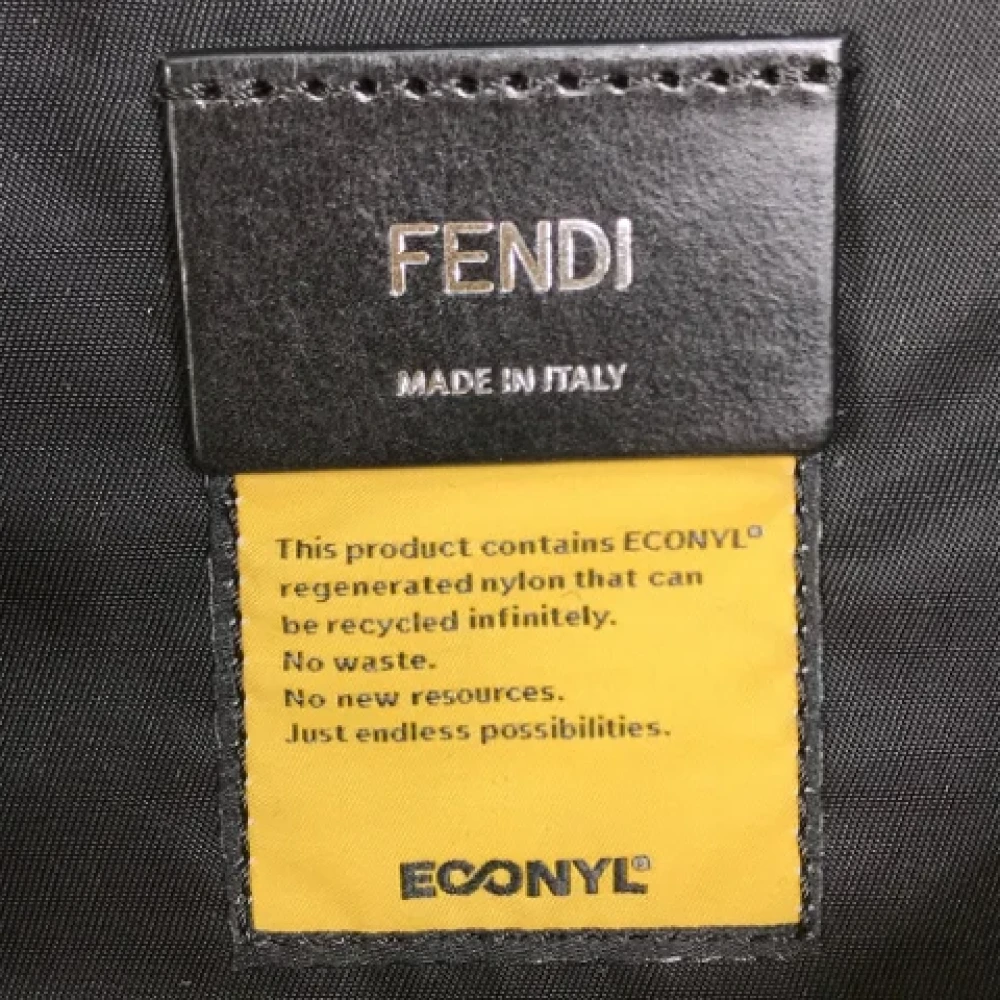 FENDI
MADE IN ITALY
This product contains ECONYL®
regenerated nylon that can
be recycled infinitely.
No waste.
No new resources.
Just endless possibilities.
ECONYL®